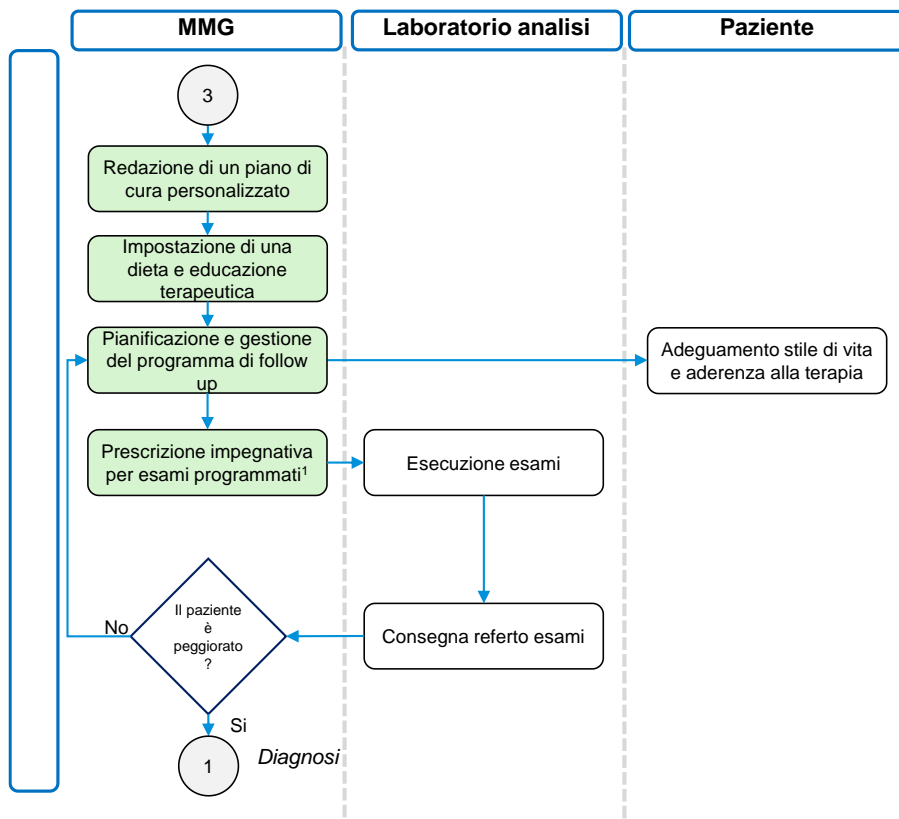 MMG
Laboratorio analisi
Paziente
3
Redazione di un piano di
cura personalizzato
Impostazione di una
dieta e educazione
terapeutica
Pianificazione e gestione
del programma di follow
up
Adeguamento stile di vita
e aderenza alla terapia
Prescrizione impegnativa
per esami programmati¹
Esecuzione esami
Il paziente
è
peggiorato
?
No
Consegna referto esami
Si
Diagnosi
1